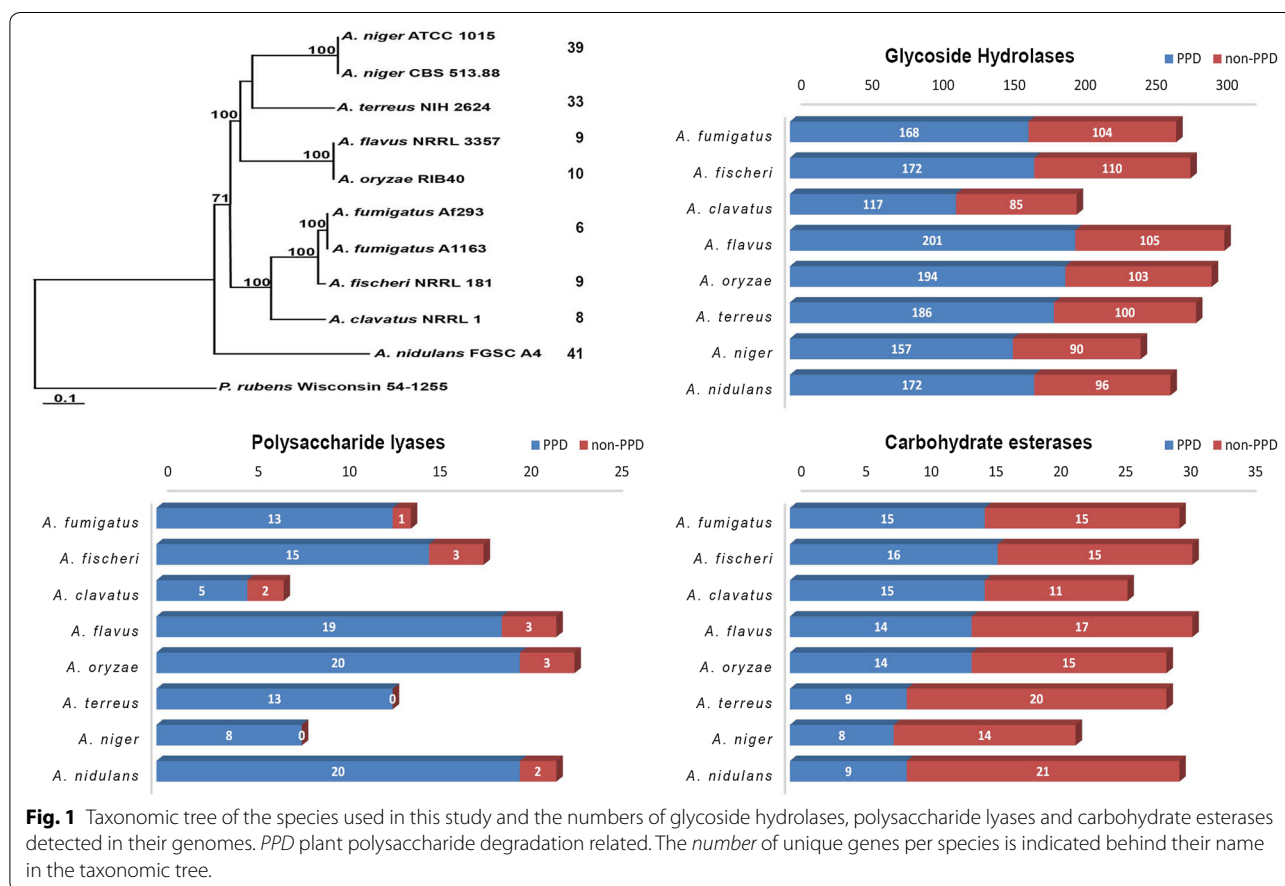 A. niger ATCC 1015
39
100
A. niger CBS 513.88
A. terreus NIH 2624 33
100
A. flavus NRRL 3357 9
100
A. oryzae RIB40 10
71
A. fumigatus Af293
100
6
A. fumigatus A1163
100
A. fischeri NRRL 181 9
100
A. clavatus NRRL 1 8
A. nidulans FGSC A4 41
P. rubens Wisconsin 54-1255
0.1
Glycoside Hydrolases
PPD non-PPD
0 50 100 150 200 250 300
A. fumigatus 168 104
A. fischeri 172 110
A. clavatus 117 85
A. flavus 201 105
A. oryzae 194 103
A. terreus 186 100
A. niger 157 90
A. nidulans 172 96
Polysaccharide lyases
PPD non-PPD
0 5 10 15 20 25
A. fumigatus 13 1
A. fischeri 15 3
A. clavatus 5 2
A. flavus 19 3
A. oryzae 20 3
A. terreus 13 0
A. niger 8 0
A. nidulans 20 2
Carbohydrate esterases
PPD non-PPD
0 5 10 15 20 25 30 35
A. fumigatus 15 15
A. fischeri 16 15
A. clavatus 15 11
A. flavus 14 17
A. oryzae 14 15
A. terreus 9 20
A. niger 8 14
A. nidulans 9 21
Fig. 1 Taxonomic tree of the species used in this study and the numbers of glycoside hydrolases, polysaccharide lyases and carbohydrate esterases
detected in their genomes. PPD plant polysaccharide degradation related. The number of unique genes per species is indicated behind their name
in the taxonomic tree.